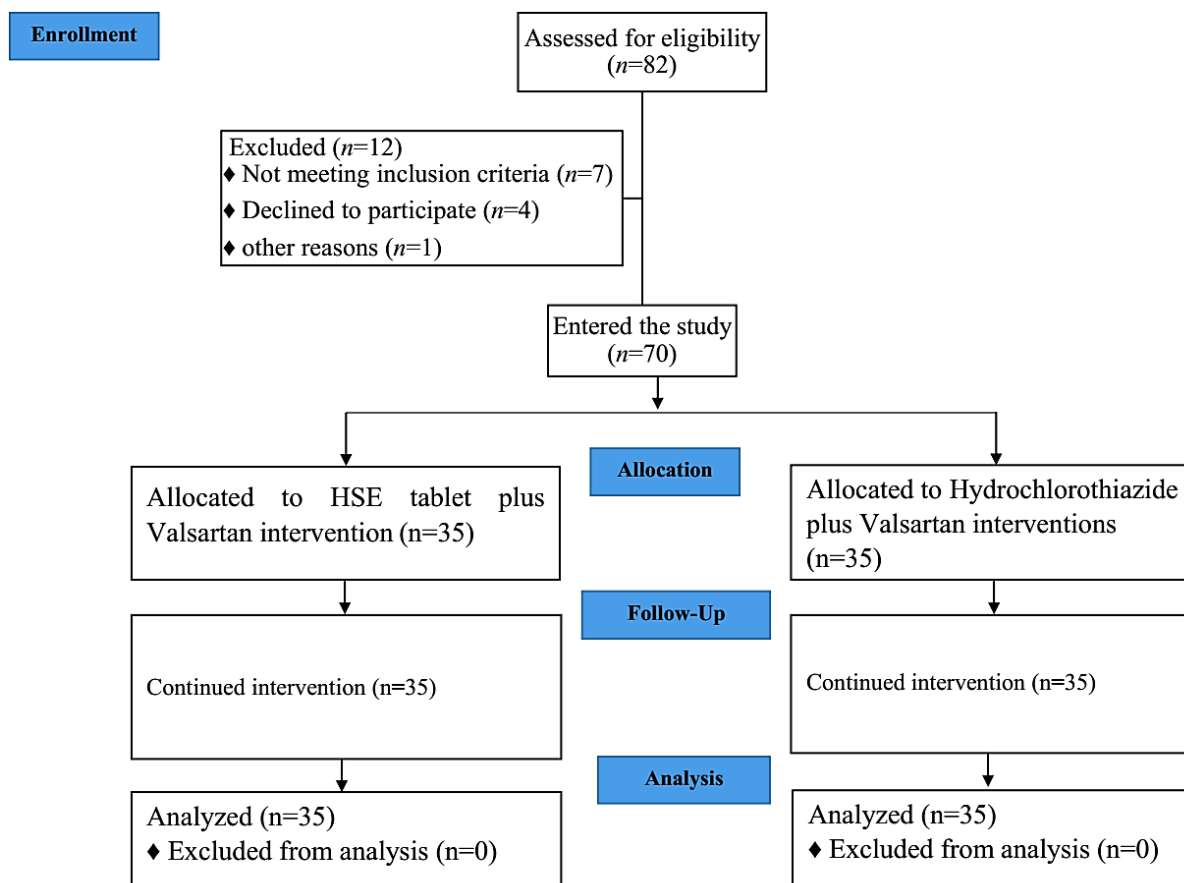 Enrollment
Assessed for eligibility
(n=82)
Excluded (n=12)
♦ Not meeting inclusion criteria (n=7)
♦ Declined to participate (n=4)
♦ other reasons (n=1)
Entered the study
(n=70)
Allocation
Allocated to HSE tablet plus
Valsartan intervention (n=35)
Allocated to Hydrochlorothiazide
plus Valsartan interventions
(n=35)
Follow-Up
Continued intervention (n=35)
Continued intervention (n=35)
Analysis
Analyzed (n=35)
♦ Excluded from analysis (n=0)
Analyzed (n=35)
♦ Excluded from analysis (n=0)